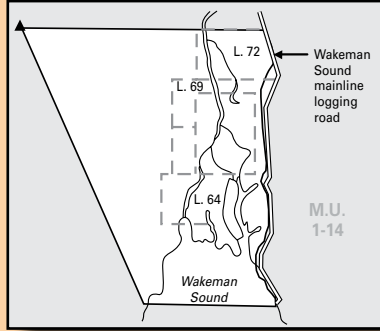 L. 72
Wakeman
Sound
mainline
logging
road
L. 69
L. 64
M.U.
1-14
Wakeman
Sound